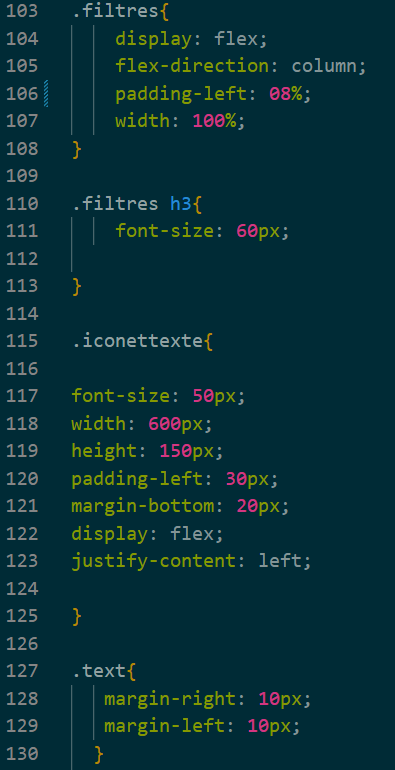 103 .filtres{
104 display: flex;
105 flex-direction: column;
106 padding-left: 08%;
107 width: 100%;
108 }
109
110 .filtres h3{
111 font-size: 60px;
112
113 }
114
115 .iconettexte{
116
117 font-size: 50px;
118 width: 600px;
119 height: 150px;
120 padding-left: 30px;
121 margin-bottom: 20px;
122 display: flex;
123 justify-content: left;
124
125 }
126
127 .text{
128 margin-right: 10px;
129 margin-left: 10px;
130 }